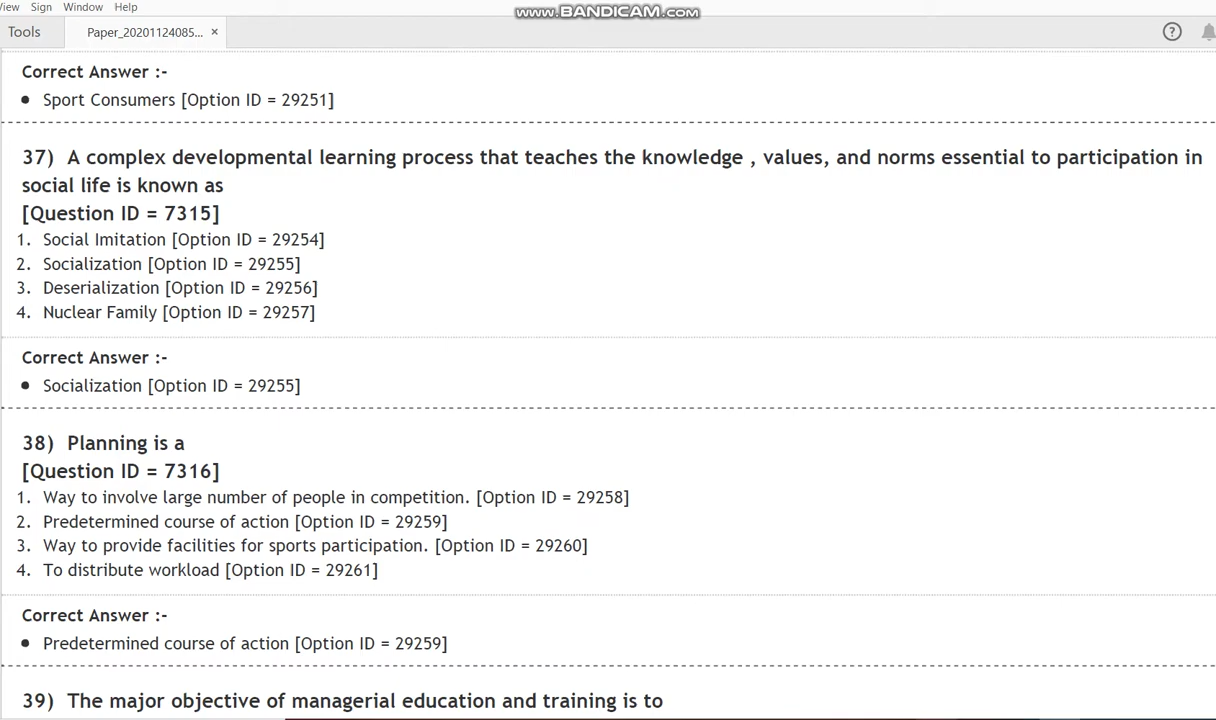 View Sign Window Help
www.BANDICAM.com
Tools Paper_20201124085... × ?
Correct Answer :-
• Sport Consumers [Option ID = 29251]
37) A complex developmental learning process that teaches the knowledge , values, and norms essential to participation in
social life is known as
[Question ID = 7315]
1. Social Imitation [Option ID = 29254]
2. Socialization [Option ID = 29255]
3. Deserialization [Option ID = 29256]
4. Nuclear Family [Option ID = 29257]
Correct Answer :-
• Socialization [Option ID = 29255]
38) Planning is a
[Question ID = 7316]
1. Way to involve large number of people in competition. [Option ID = 29258]
2. Predetermined course of action [Option ID = 29259]
3. Way to provide facilities for sports participation. [Option ID = 29260]
4. To distribute workload [Option ID = 29261]
Correct Answer :-
• Predetermined course of action [Option ID = 29259]
39) The major objective of managerial education and training is to